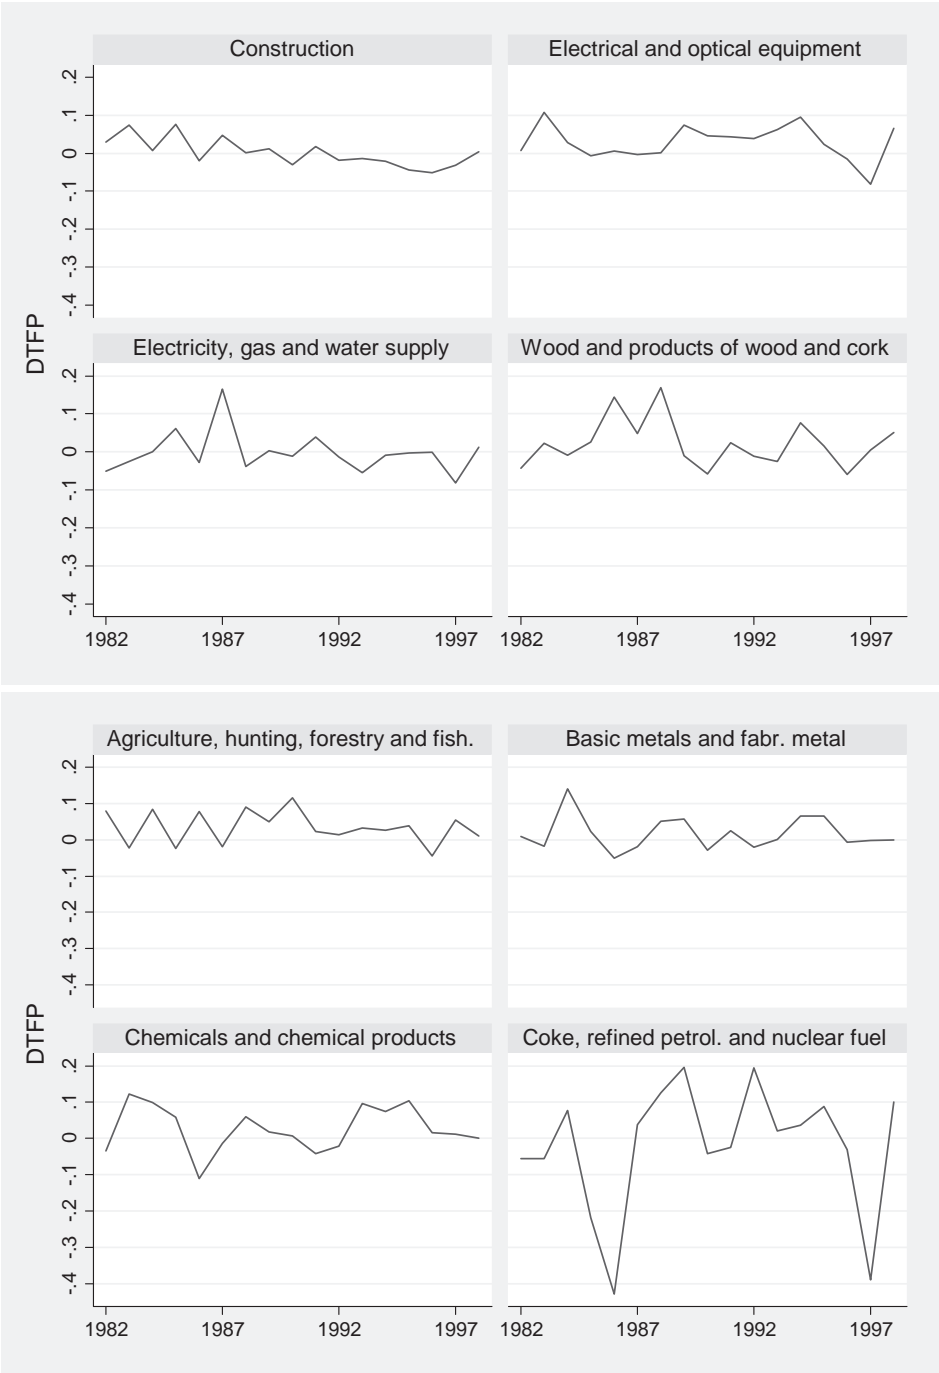 Construction
Electrical and optical equipment
.2
.1
0
-.1
-.2
-.3
-.4
DTFP
Electricity, gas and water supply
Wood and products of wood and cork
.2
.1
0
-.1
-.2
-.3
-.4
1982 1987 1992 1997
1982 1987 1992 1997
Agriculture, hunting, forestry and fish.
Basic metals and fabr. metal
.2
.1
0
-.1
-.2
-.3
-.4
DTFP
Chemicals and chemical products
Coke, refined petrol. and nuclear fuel
.2
.1
0
-.1
-.2
-.3
-.4
1982 1987 1992 1997
1982 1987 1992 1997